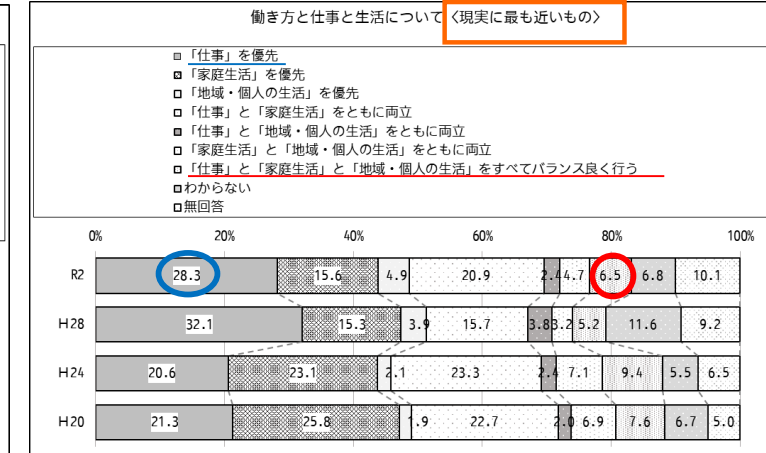 働き方と仕事と生活について〈現実に最も近いもの〉
「仕事」を優先
「家庭生活」を優先
「地域・個人の生活」を優先
「仕事」と「家庭生活」をともに両立
「仕事」と「地域・個人の生活」をともに両立
「家庭生活」と「地域・個人の生活」をともに両立
「仕事」と「家庭生活」と「地域・個人の生活」をすべてバランス良く行う
わからない
無回答
0% 20% 40% 60% 80% 100%
R2 28.3 15.6 4.9 20.9 2.4 4.7 6.5 6.8 10.1
H28 32.1 15.3 3.9 15.7 3.8 3.2 5.2 11.6 9.2
H24 20.6 23.1 2.1 23.3 2.4 7.1 9.4 5.5 6.5
H20 21.3 25.8 1.9 22.7 2.0 6.9 7.6 6.7 5.0